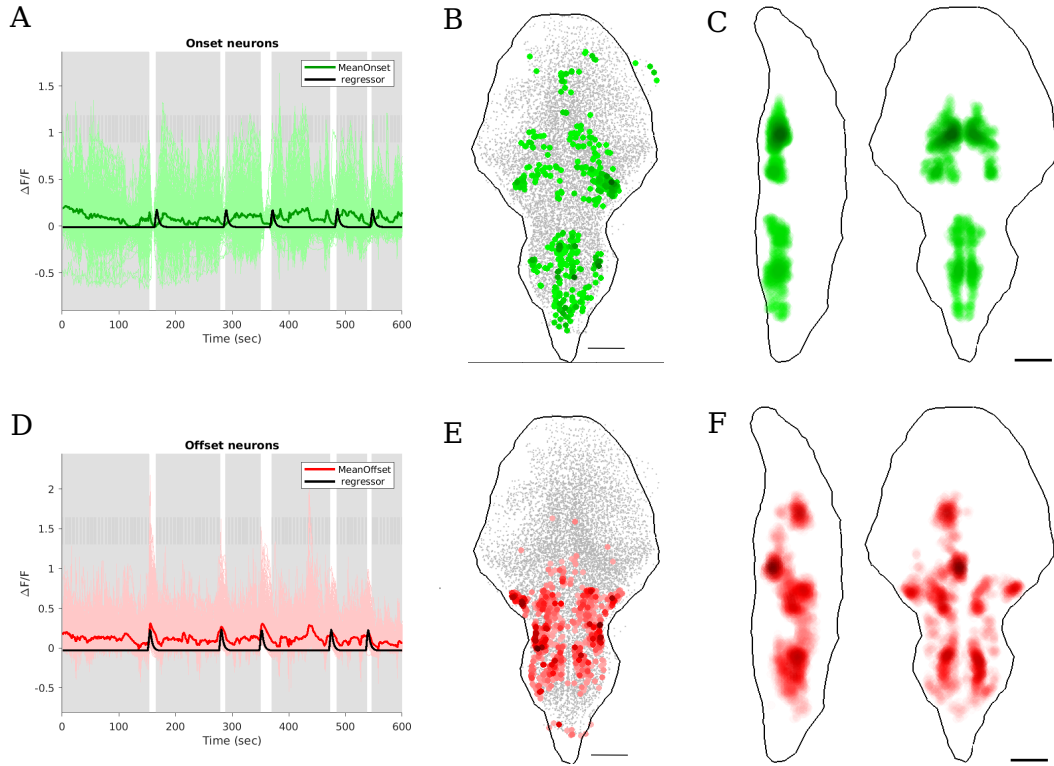 A
Onset neurons
MeanOnset
regressor
1.5
1
0.5
0
-0.5
ΔF/F
0 100 200 300 400 500 600
Time (sec)
B
C
D
Offset neurons
MeanOffset
regressor
2
1.5
1
0.5
0
-0.5
ΔF/F
0 100 200 300 400 500 600
Time (sec)
E
F